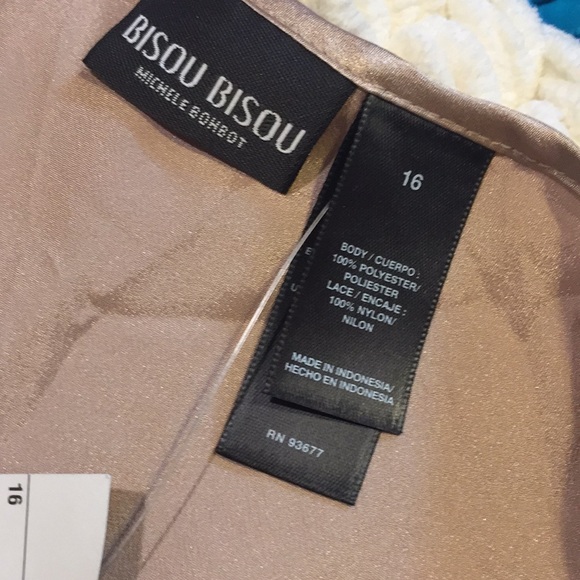 BISOU BISOU
MICHELE BOHBOT
16
BODY / CUERPO :
100% POLYESTER/
POLIESTER
LACE / ENCAJE :
100% NYLON/
NILON
MADE IN INDONESIA/
HECHO EN INDONESIA
RN 93677
16